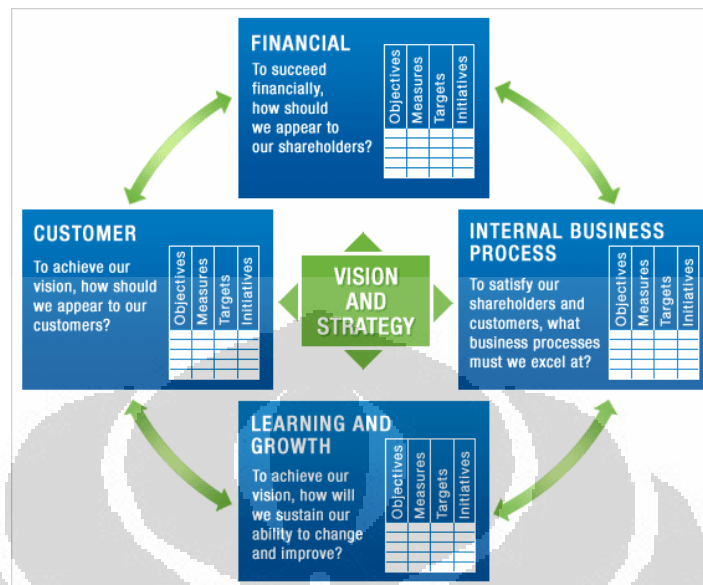 FINANCIAL
To succeed
financially,
how should
we appear to
our shareholders?
Objectives
Measures
Targets
Initiatives
CUSTOMER
To achieve our
vision, how should
we appear to our
customers?
Objectives
Measures
Targets
Initiatives
VISION
AND
STRATEGY
INTERNAL BUSINESS
PROCESS
To satisfy our
shareholders and
customers, what
business processes
must we excel at?
Objectives
Measures
Targets
Initiatives
LEARNING AND
GROWTH
To achieve our
vision, how will
we sustain our
ability to change
and improve?
Objectives
Measures
Targets
Initiatives